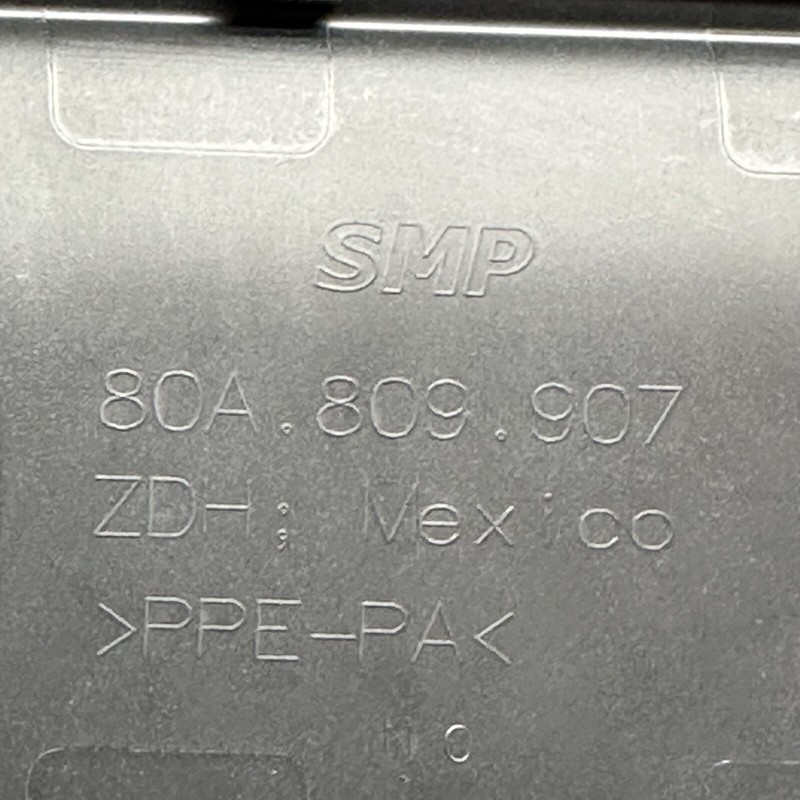 SMP
80A.809.907
ZDH; Mexico
>PPE-PA<